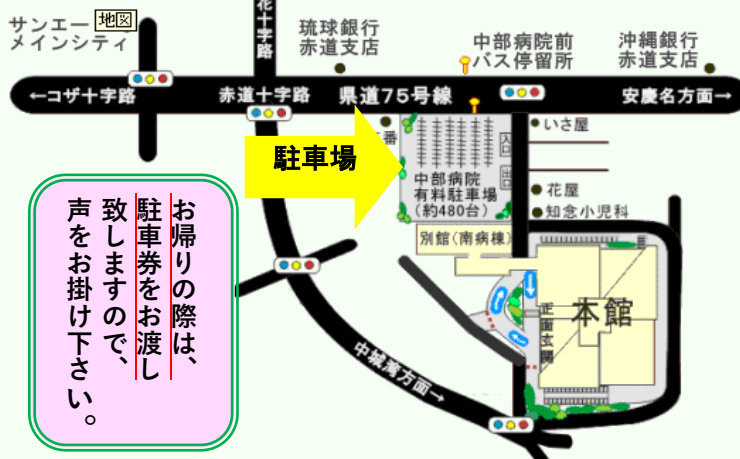 サンエー
メインシティ
地図
花十字路
琉球銀行
赤道支店
中部病院前
バス停留所
沖縄銀行
赤道支店
←コザ十字路
赤道十字路
県道75号線
安慶名方面→
駐車場
番
入口
出口
いさ屋
中部病院
有料駐車場
(約480台)
花屋
知念小児科
別館(南病棟)
本館
正面玄関
中城湾方面→
お帰りの際は、
駐車券をお渡し
致しますので、
声をお掛け下さい。